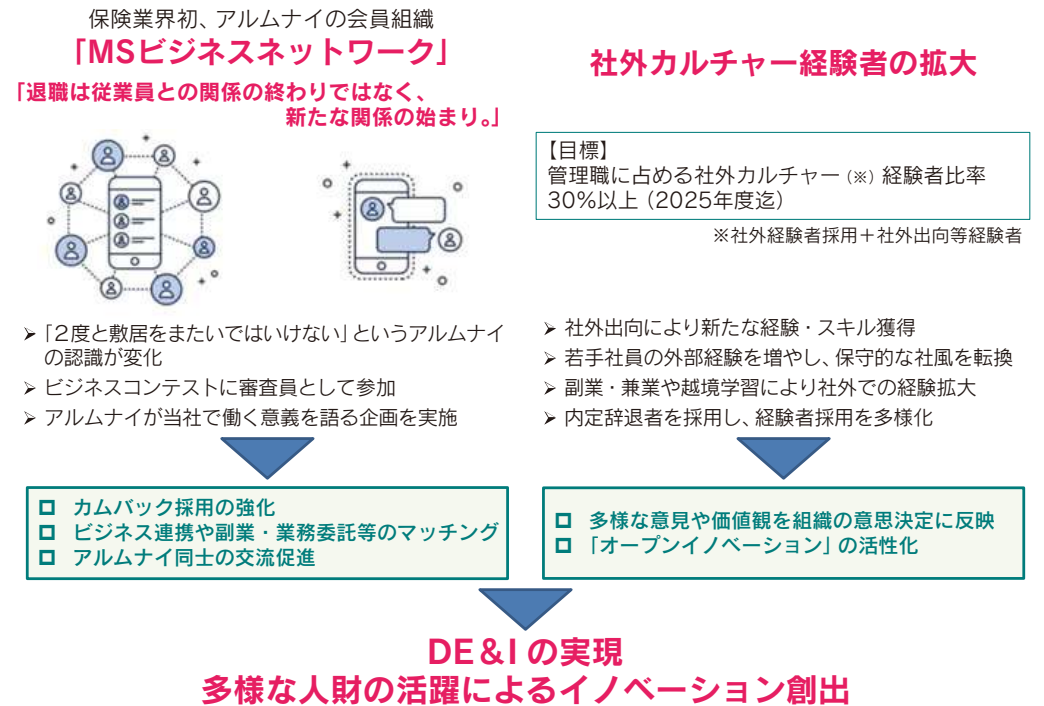 保険業界初、アルムナイの会員組織
「MSビジネスネットワーク」
「退職は従業員との関係の終わりではなく、
新たな関係の始まり。」
➢ 「2度と敷居をまたいではいけない」というアルムナイ
の認識が変化
➢ ビジネスコンテストに審査員として参加
➢ アルムナイが当社で働く意義を語る企画を実施
カムバック採用の強化
ビジネス連携や副業・業務委託等のマッチング
アルムナイ同士の交流促進
社外カルチャー経験者の拡大
【目標】
管理職に占める社外カルチャー(※)経験者比率
30%以上(2025年度迄)
※社外経験者採用+社外出向等経験者
➢ 社外出向により新たな経験・スキル獲得
➢ 若手社員の外部経験を増やし、保守的な社風を転換
➢ 副業・兼業や越境学習により社外での経験拡大
➢ 内定辞退者を採用し、経験者採用を多様化
多様な意見や価値観を組織の意思決定に反映
「オープンイノベーション」の活性化
DE&Iの実現
多様な人財の活躍によるイノベーション創出